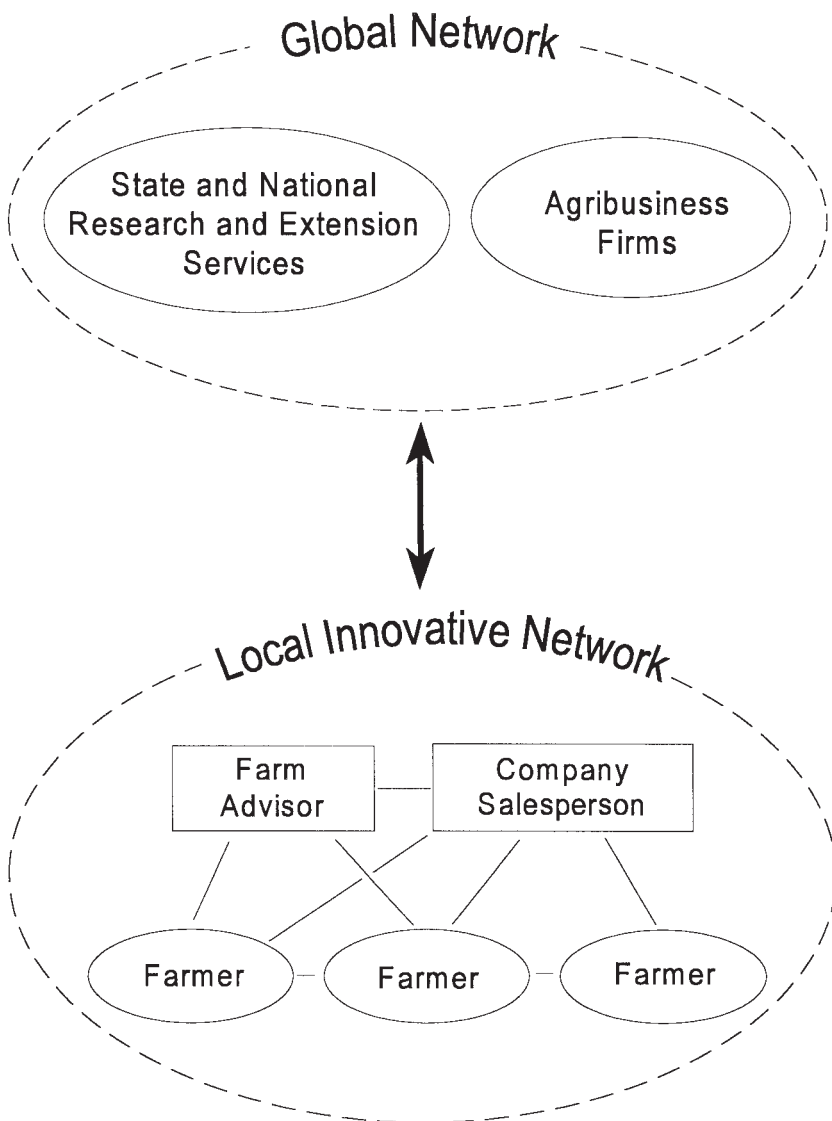 Global Network
State and National
Research and Extension
Services
Agribusiness
Firms
Local Innovative Network
Farm
Advisor
Company
Salesperson
Farmer
Farmer
Farmer